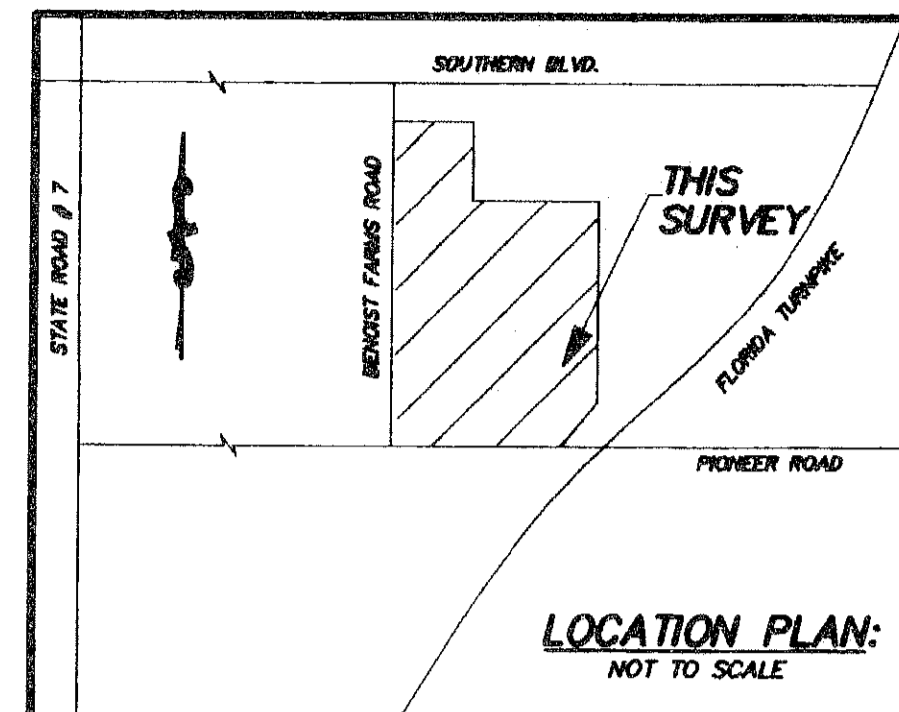 SOUTHERN BLVD.
STATE ROAD # 7
BENOIST FARMS ROAD
THIS
SURVEY
FLORIDA TURNPIKE
PIONEER ROAD
LOCATION PLAN:
NOT TO SCALE